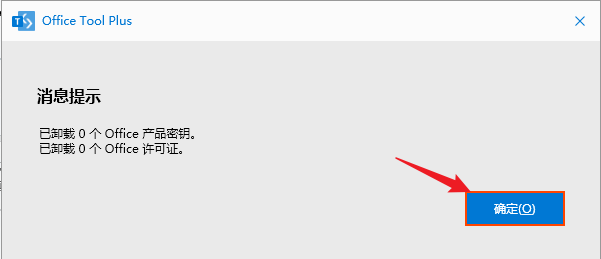 Office Tool Plus
消息提示
已卸载 0 个 Office 产品密钥。
已卸载 0 个 Office 许可证。
确定(O)